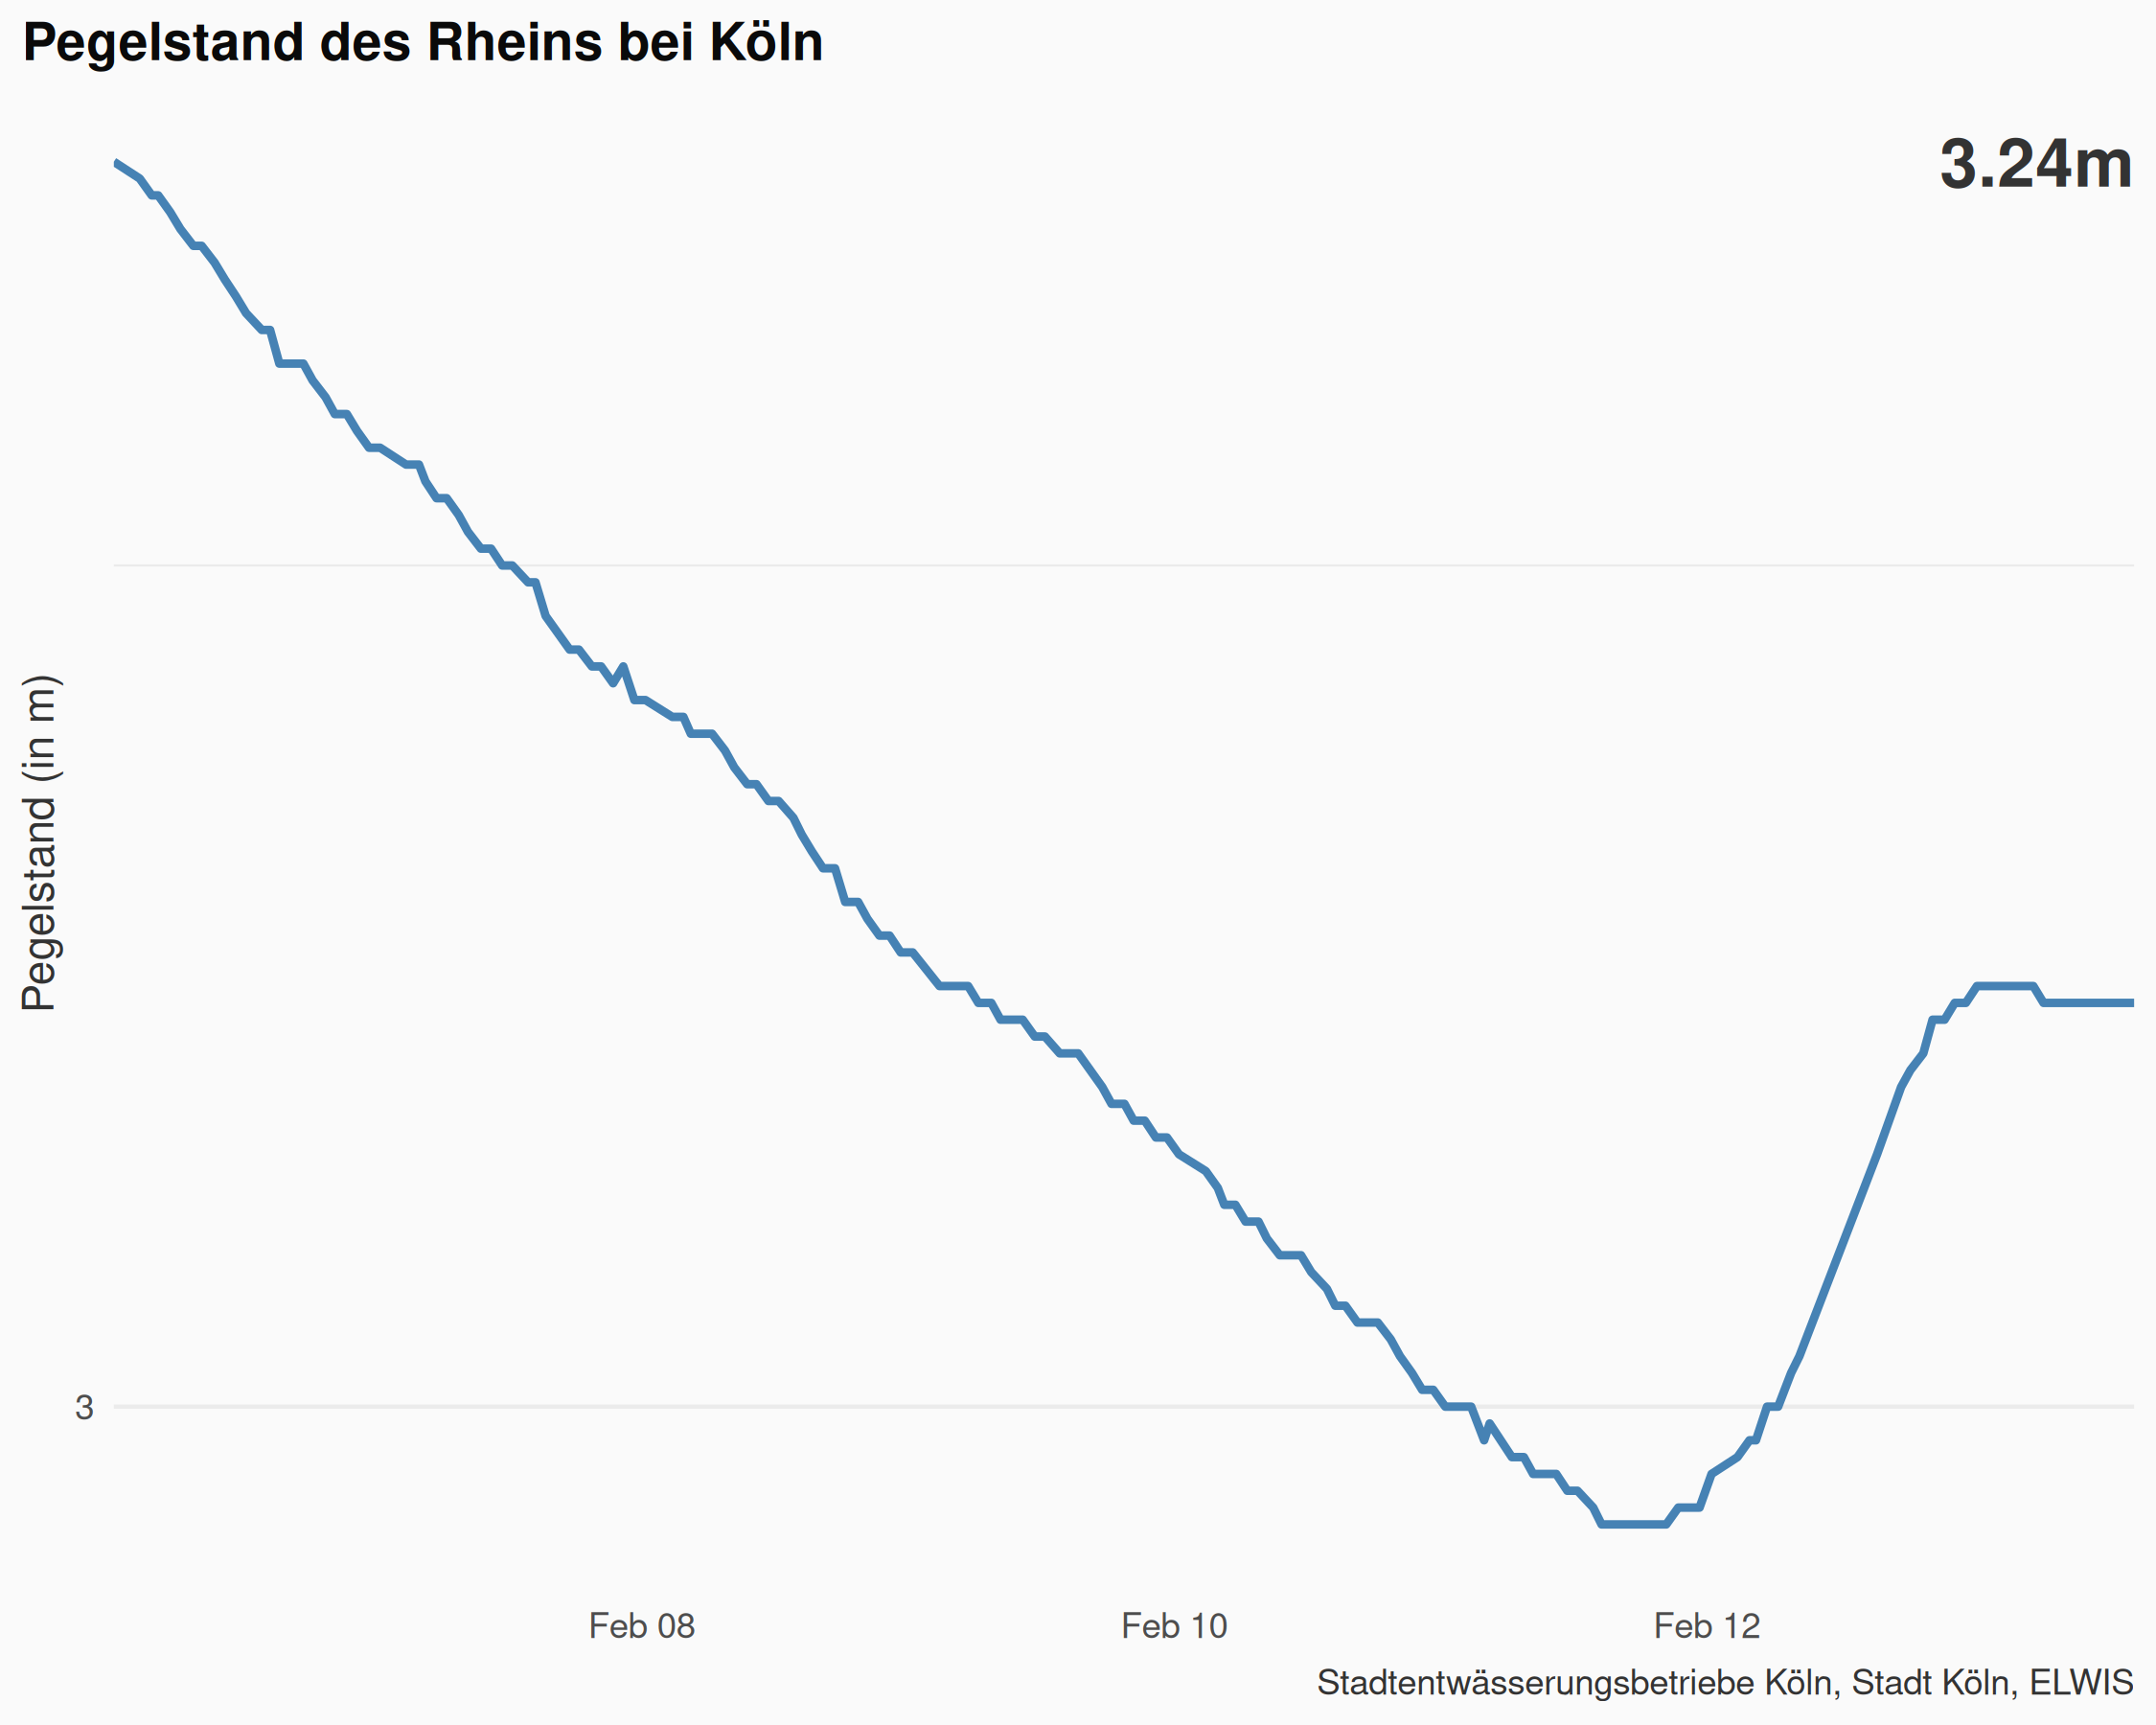 Pegelstand des Rheins bei Köln
3.24m
Pegelstand (in m)
3
Feb 08
Feb 10
Feb 12
Stadtentwässerungsbetriebe Köln, Stadt Köln, ELWIS